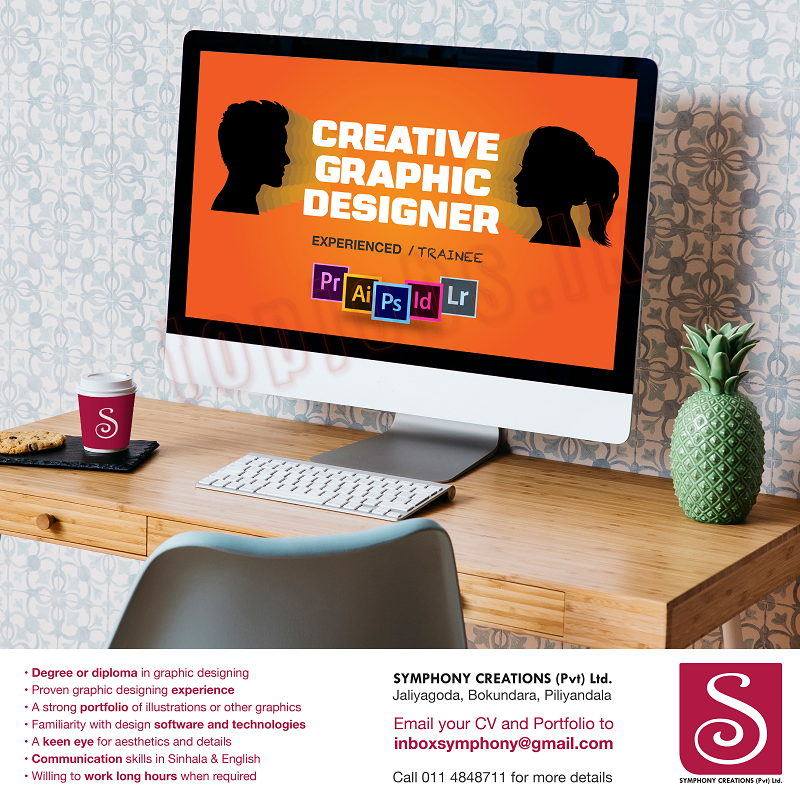 CREATIVE
GRAPHIC
DESIGNER
EXPERIENCED / TRAINEE
Pr Ai Ps Id Lr
topjobs.lk
S
• Degree or diploma in graphic designing
• Proven graphic designing experience
• A strong portfolio of illustrations or other graphics
• Familiarity with design software and technologies
• A keen eye for aesthetics and details
• Communication skills in Sinhala & English
• Willing to work long hours when required
SYMPHONY CREATIONS (Pvt) Ltd.
Jaliyagoda, Bokundara, Piliyandala
Email your CV and Portfolio to
inboxsymphony@gmail.com
Call 011 4848711 for more details
S
SYMPHONY CREATIONS (Pvt) Ltd.